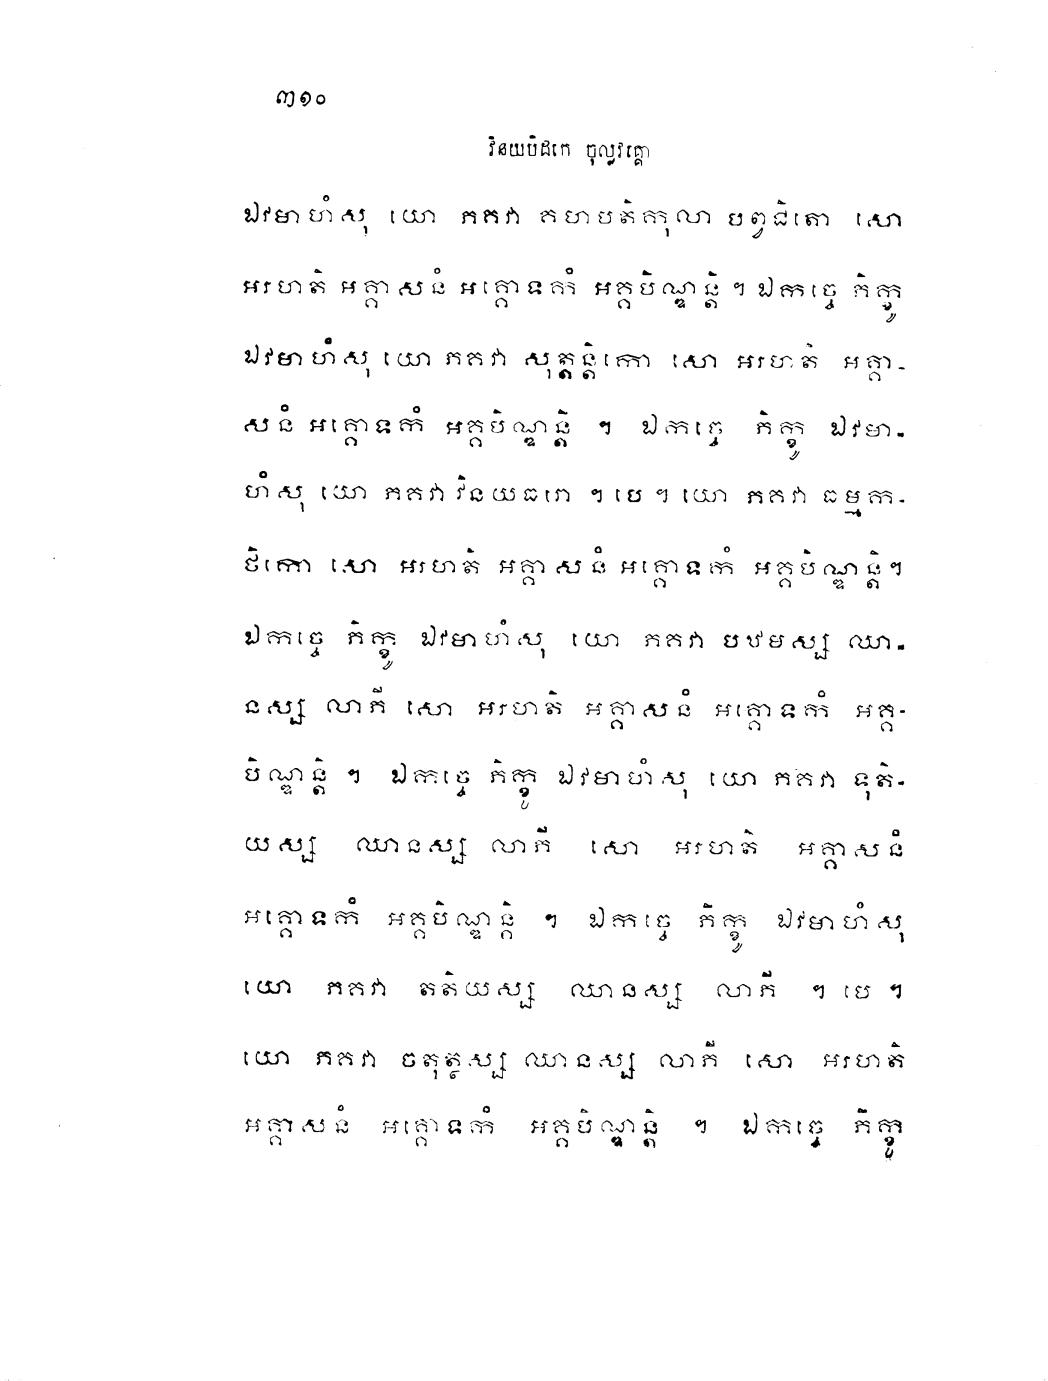 ៣១០
វិនយបិដកេ ចុល្លវគ្គោ
ឯវមាហំសុ យោ ភគវា គហបតិកុលា បព្វជិតោ សោ
អរហតិ អគ្គាសនំ អគ្គោទកំ អគ្គបិណ្ឌន្តិ ។ ឯកច្ចេ ភិក្ខូ
ឯវមាហំសុ យោ ភគវា សុត្តន្តិកោ សោ អរហតិ អគ្គា-
សនំ អគ្គោទកំ អគ្គបិណ្ឌន្តិ ។ ឯកច្ចេ ភិក្ខូ ឯវមា-
ហំសុ យោ ភគវា វិនយធរោ ។ បេ ។ យោ ភគវា ធម្មក-
ថិកោ សោ អរហតិ អគ្គាសនំ អគ្គោទកំ អគ្គបិណ្ឌន្តិ ។
ឯកច្ចេ ភិក្ខូ ឯវមាហំសុ យោ ភគវា បឋមស្ស ឈា-
នស្ស លាភី សោ អរហតិ អគ្គាសនំ អគ្គោទកំ អគ្គ-
បិណ្ឌន្តិ ។ ឯកច្ចេ ភិក្ខូ ឯវមាហំសុ យោ ភគវា ទុតិ-
យស្ស ឈានស្ស លាភី សោ អរហតិ អគ្គាសនំ
អគ្គោទកំ អគ្គបិណ្ឌន្តិ ។ ឯកច្ចេ ភិក្ខូ ឯវមាហំសុ
យោ ភគវា តតិយស្ស ឈានស្ស លាភី ។ បេ ។
យោ ភគវា ចតុត្ថស្ស ឈានស្ស លាភី សោ អរហតិ
អគ្គាសនំ អគ្គោទកំ អគ្គបិណ្ឌន្តិ ។ ឯកច្ចេ ភិក្ខូ